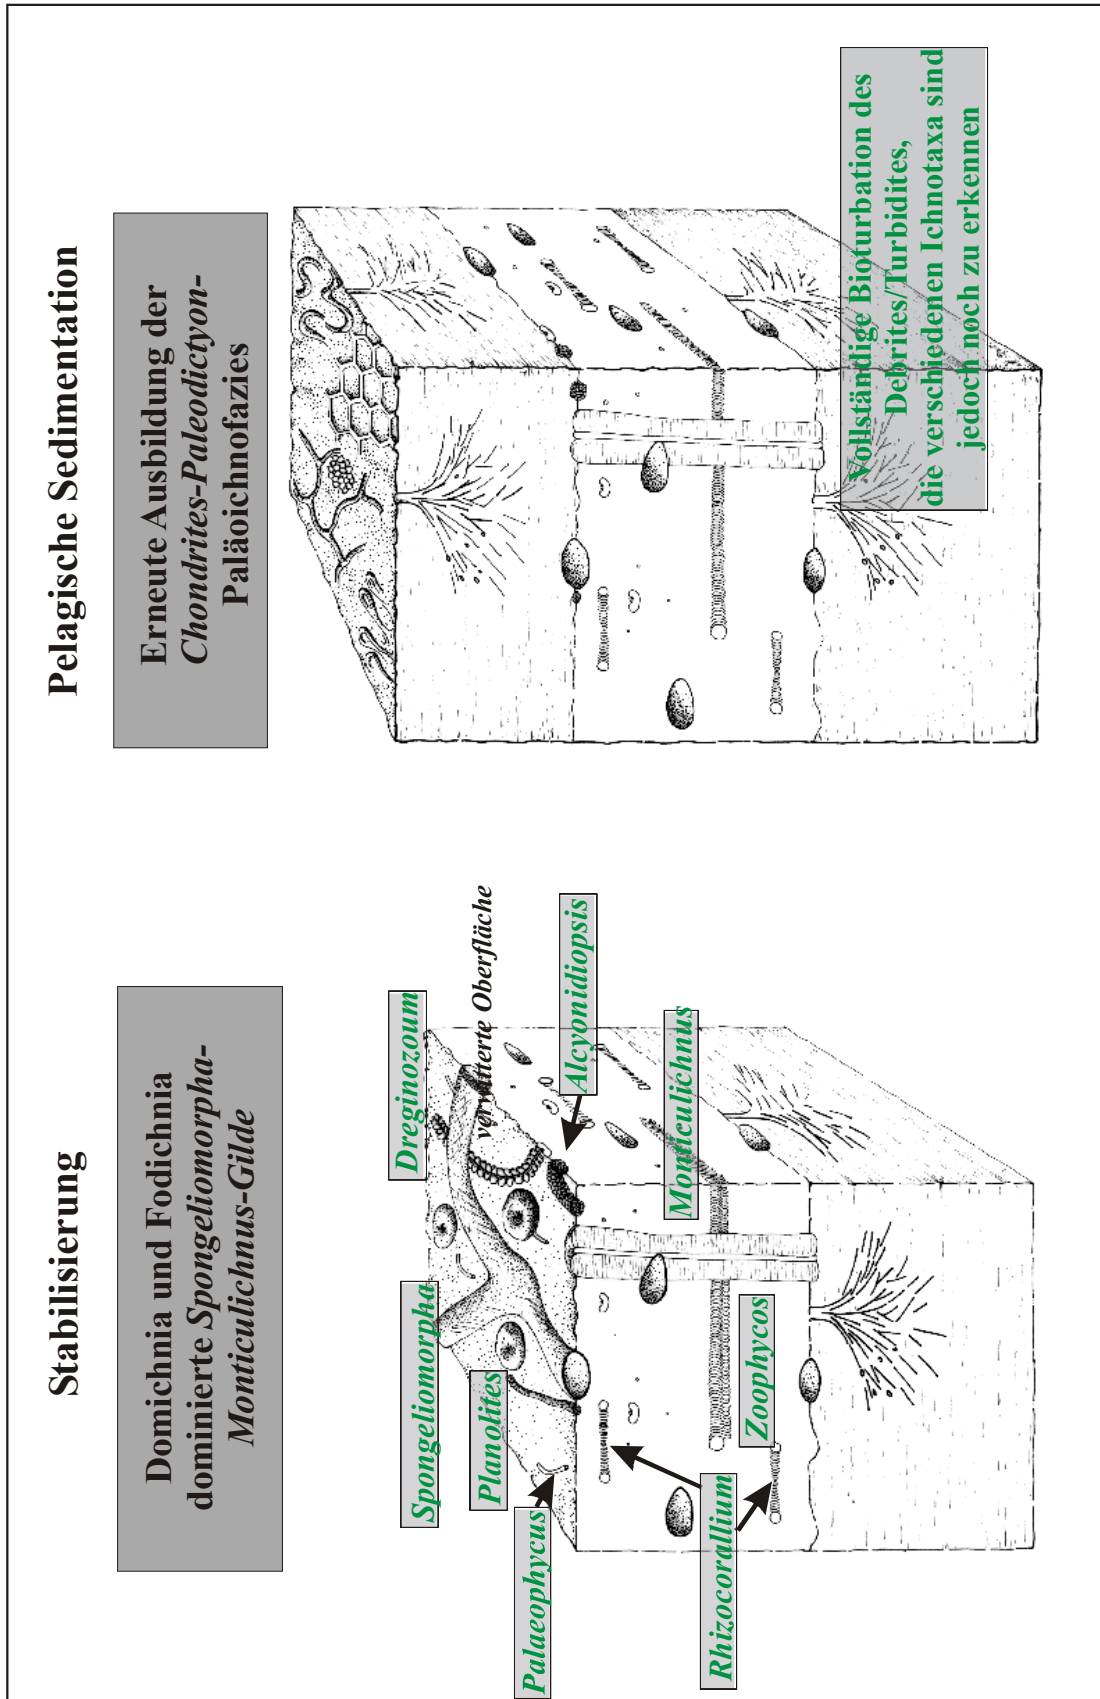 Stabilisierung
Domichnia und Fodichnia
dominierte Spongeliomorpha-
Monticulichnus-Gilde
Dreginozoum
verwitterte Oberfläche
Alcyonidiopsis
Monticulichnus
Spongeliomorpha
Planolites
Palaeophycus
Zoophycos
Rhizocorallium
Pelagische Sedimentation
Erneute Ausbildung der
Chondrites-Paleodictyon-
Paläoichnofazies
Vollständige Bioturbation des
Debrites/Turbidites,
die verschiedenen Ichnotaxa sind
jedoch noch zu erkennen